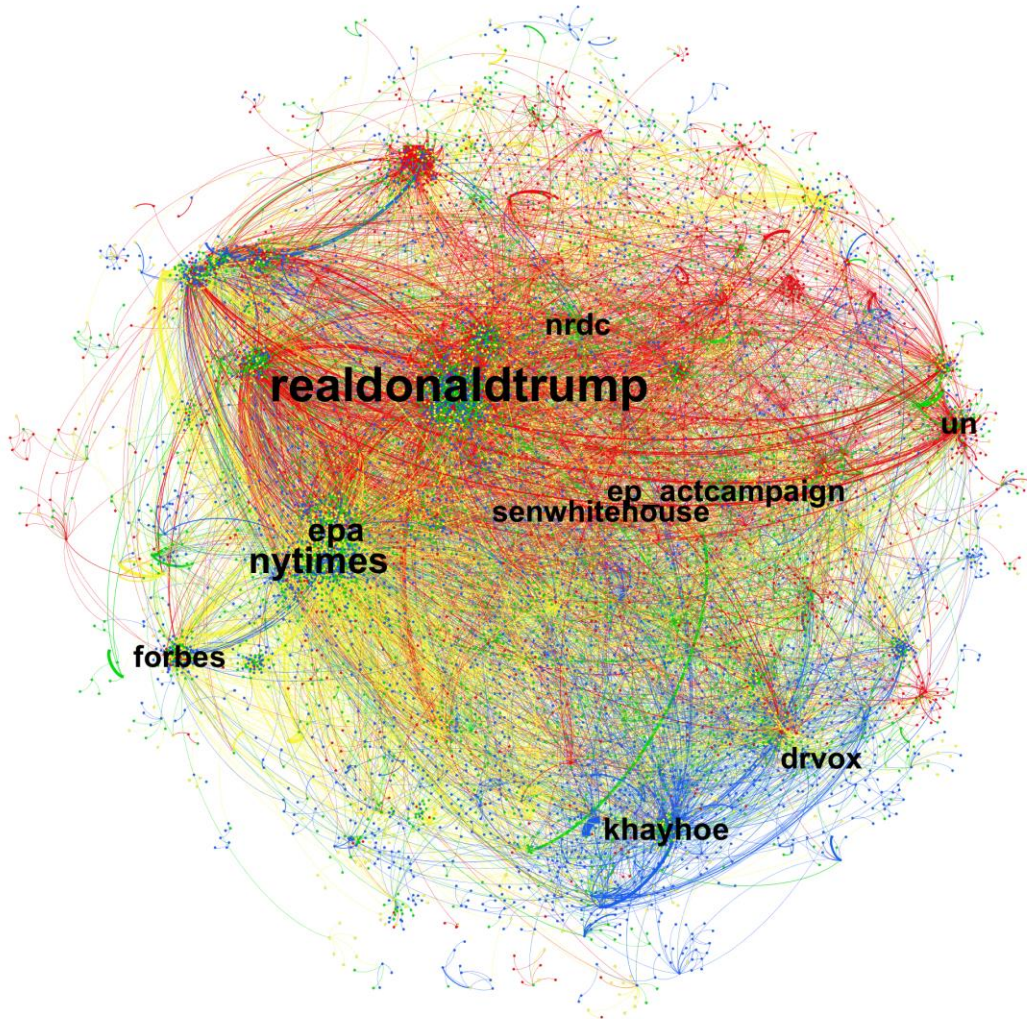 nrdc
realdonaldtrump
un
ep_actcampaign
senwhitehouse
epa
nytimes
forbes
drvox
khayhoe